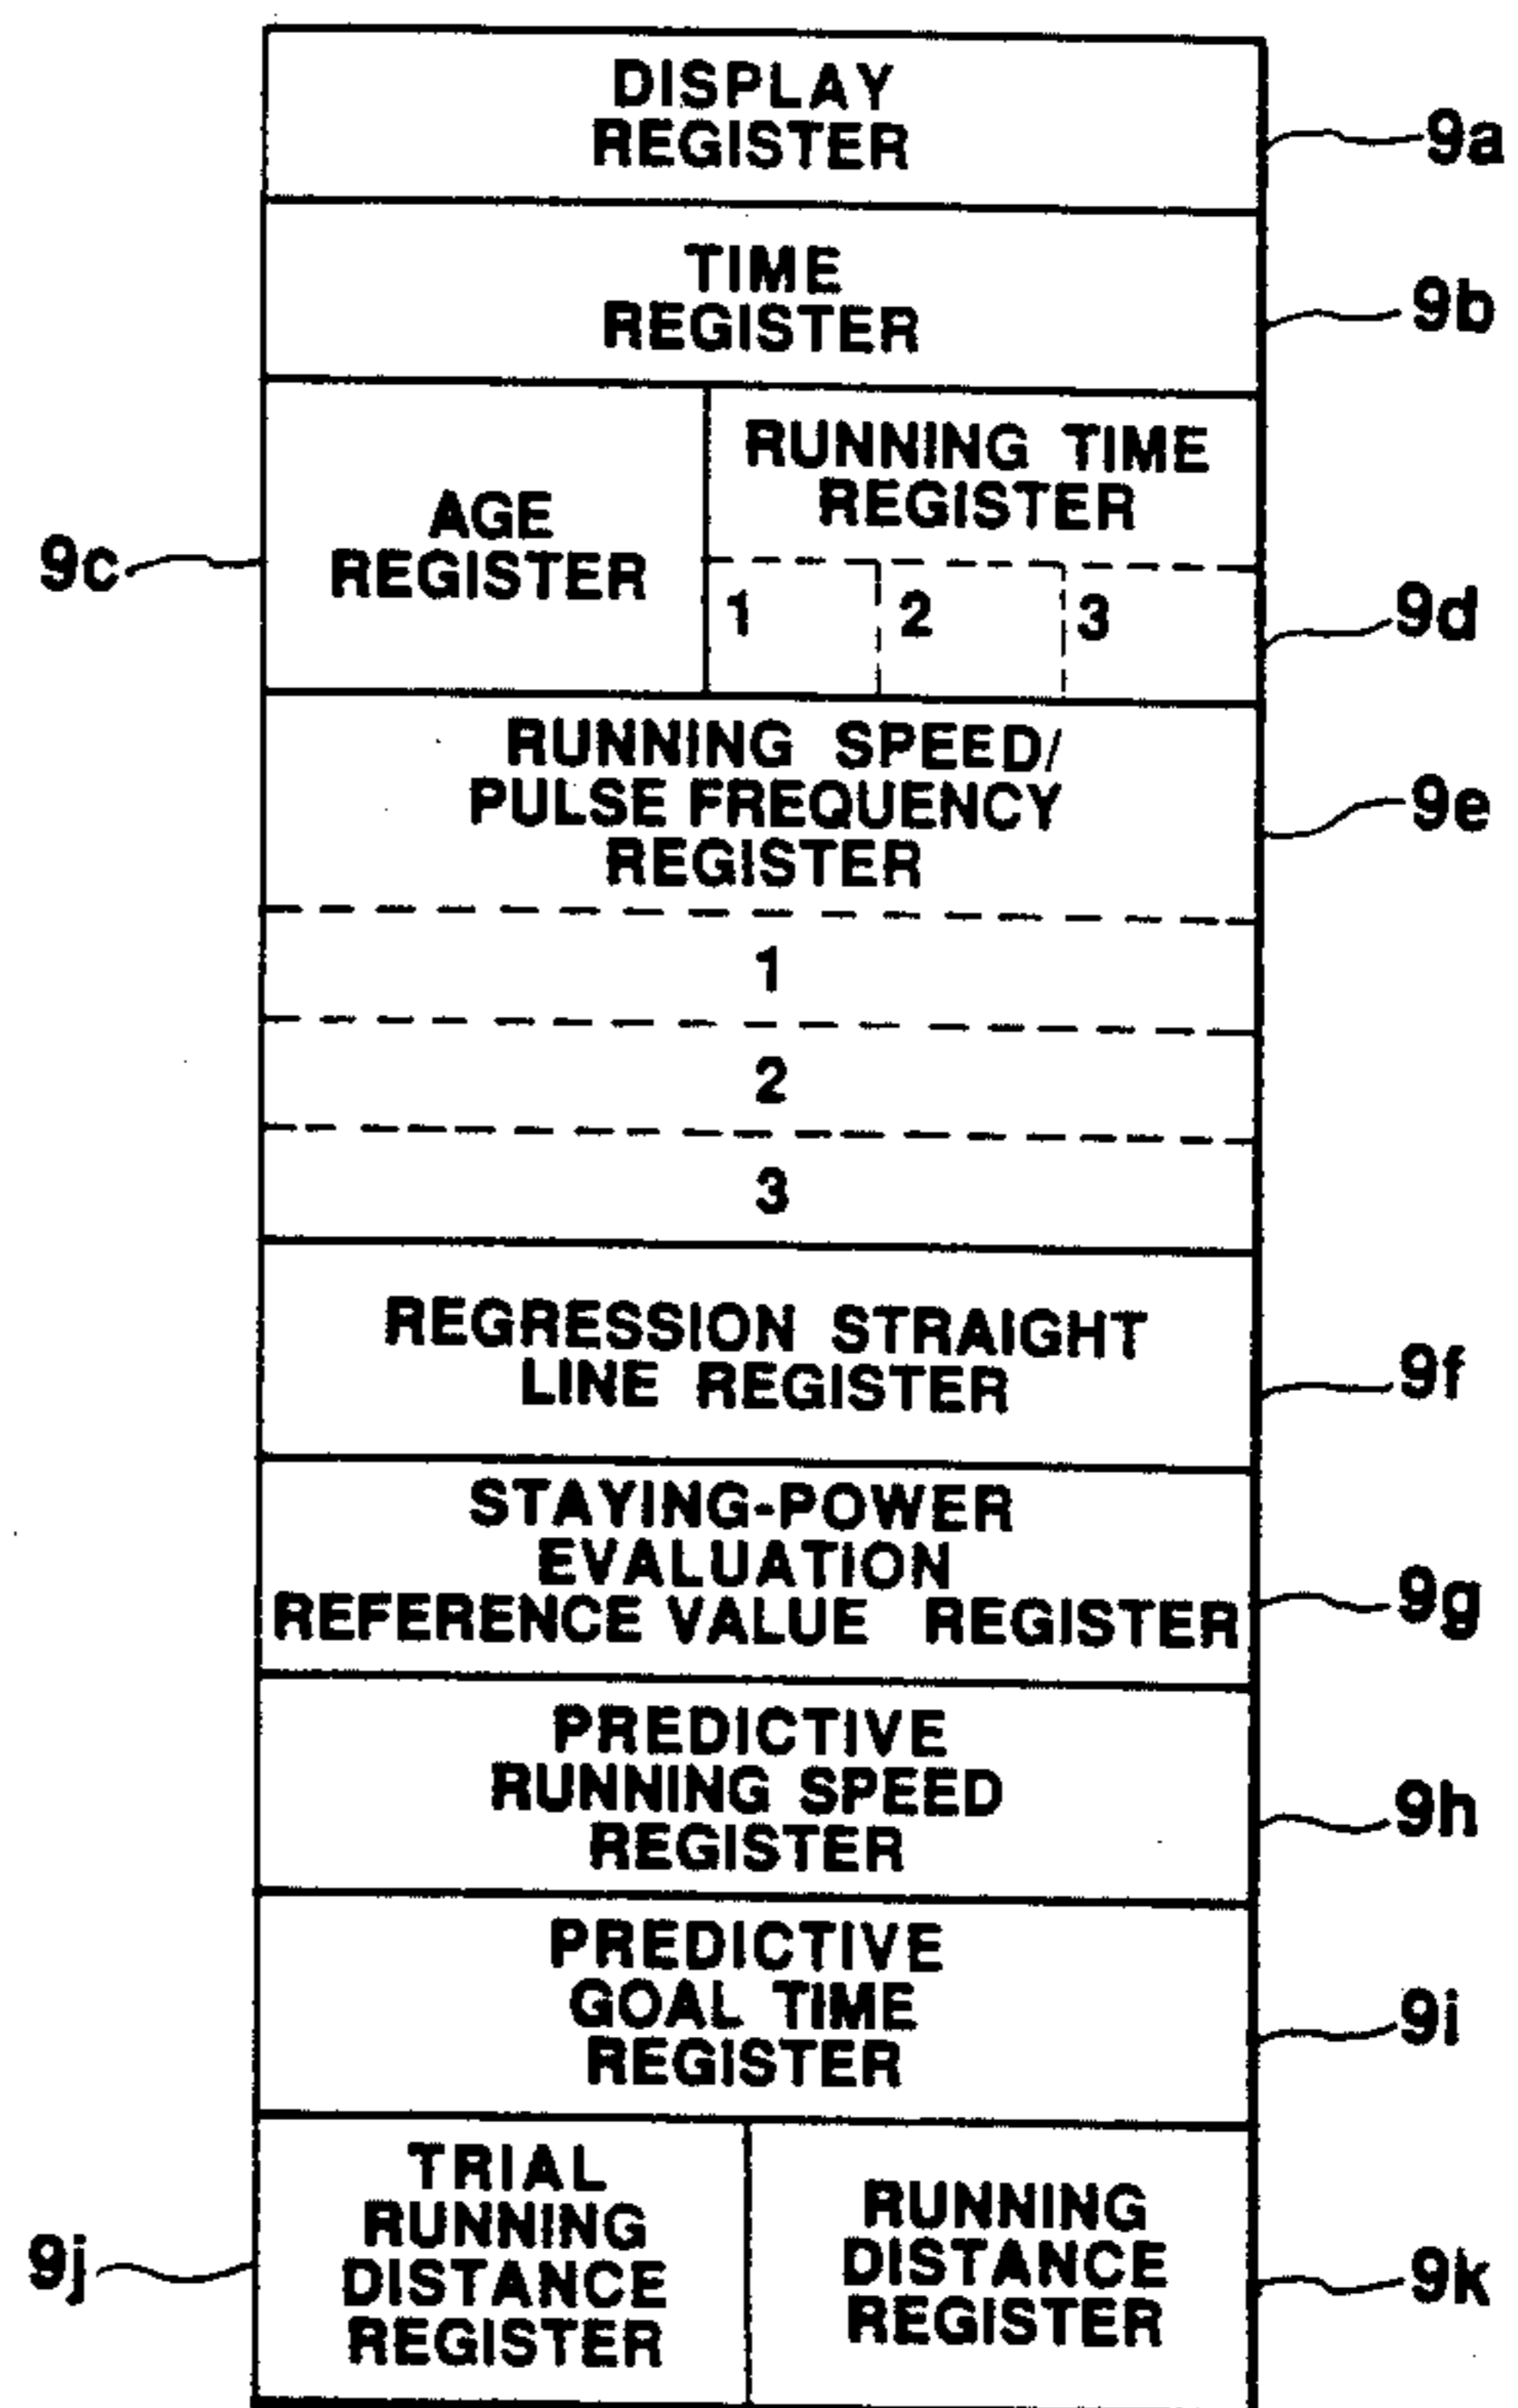 DISPLAY
REGISTER
9a
TIME
REGISTER
9b
9c
AGE
REGISTER
RUNNING TIME
REGISTER
1 2 3
9d
RUNNING SPEED/
PULSE FREQUENCY
REGISTER
9e
1
2
3
REGRESSION STRAIGHT
LINE REGISTER
9f
STAYING-POWER
EVALUATION
REFERENCE VALUE REGISTER
9g
PREDICTIVE
RUNNING SPEED
REGISTER
9h
PREDICTIVE
GOAL TIME
REGISTER
9i
9j
TRIAL
RUNNING
DISTANCE
REGISTER
RUNNING
DISTANCE
REGISTER
9k